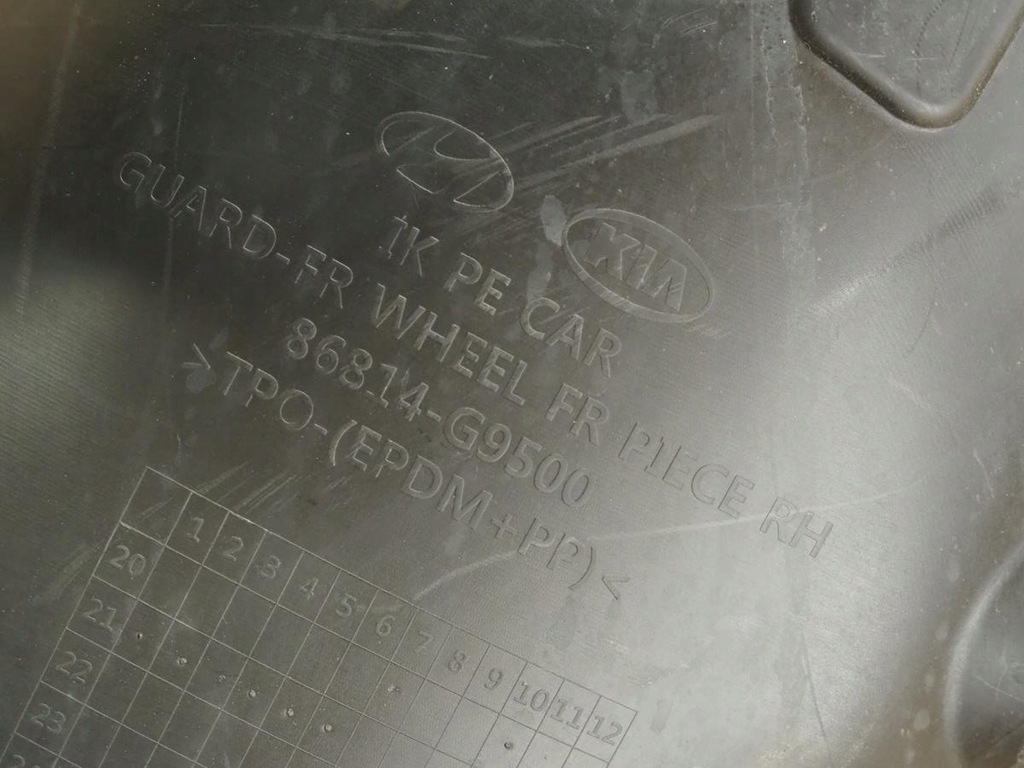 KIA
IK PE CAR
GUARD-FR WHEEL FR PIECE RH
86814-G9500
>TPO-(EPDM+PP)<
1 2 3 4 5 6 7 8 9 10 11 12
20
21
22
23